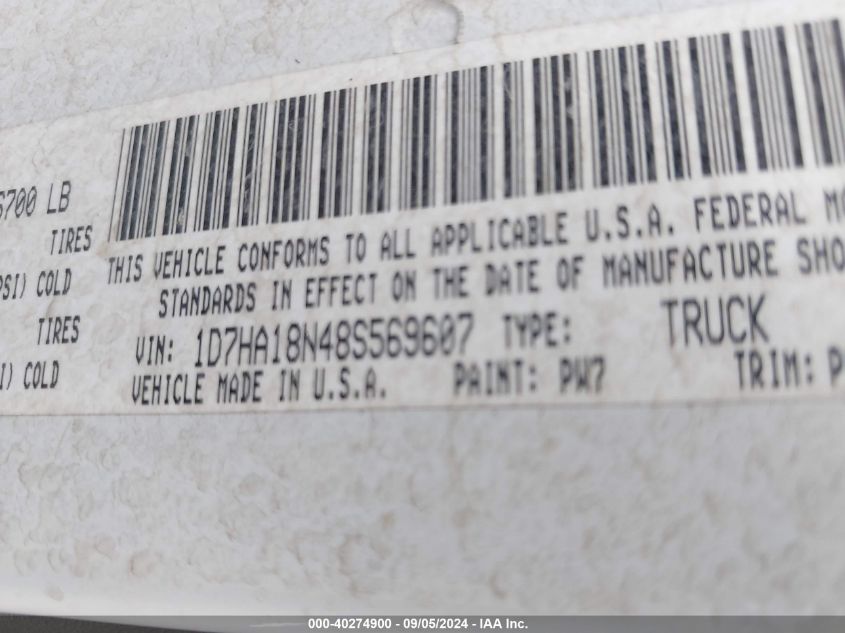 6700 LB
TIRES
PSI) COLD
TIRES
I) COLD
THIS VEHICLE CONFORMS TO ALL APPLICABLE U.S.A. FEDERAL MO
STANDARDS IN EFFECT ON THE DATE OF MANUFACTURE SHO
VIN: 1D7HA18N48S569607 TYPE: TRUCK
VEHICLE MADE IN U.S.A. PAINT: PW7 TRIM: P
000-40274900 - 09/05/2024 - IAA Inc.